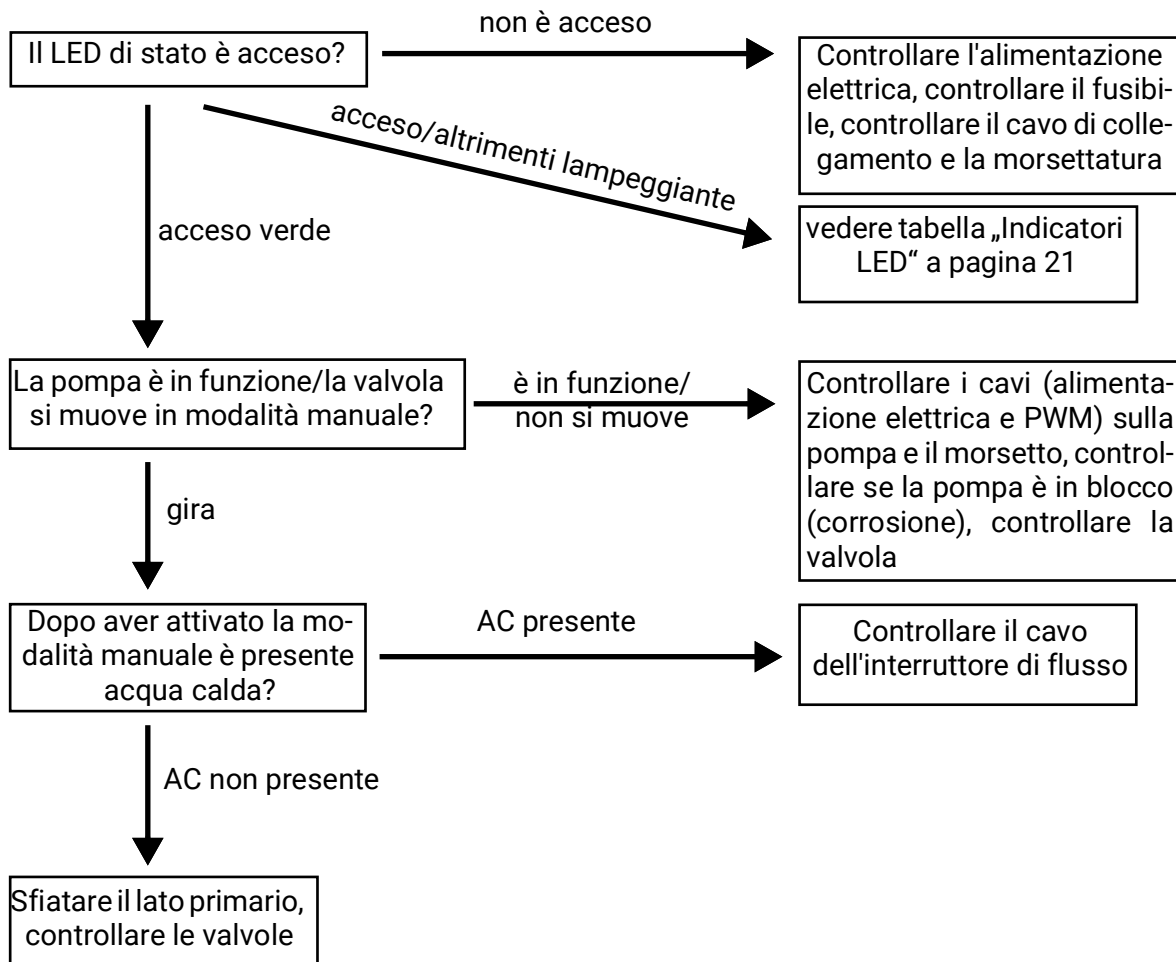 Il LED di stato è acceso?
non è acceso
Controllare l'alimentazione
elettrica, controllare il fusibi-
le, controllare il cavo di colle-
gamento e la morsettatura
acceso/altrimenti lampeggiante
vedere tabella „Indicatori
LED“ a pagina 21
acceso verde
La pompa è in funzione/la valvola
si muove in modalità manuale?
è in funzione/
non si muove
Controllare i cavi (alimenta-
zione elettrica e PWM) sulla
pompa e il morsetto, control-
lare se la pompa è in blocco
(corrosione), controllare la
valvola
gira
Dopo aver attivato la mo-
dalità manuale è presente
acqua calda?
AC presente
Controllare il cavo
dell'interruttore di flusso
AC non presente
Sfiatare il lato primario,
controllare le valvole